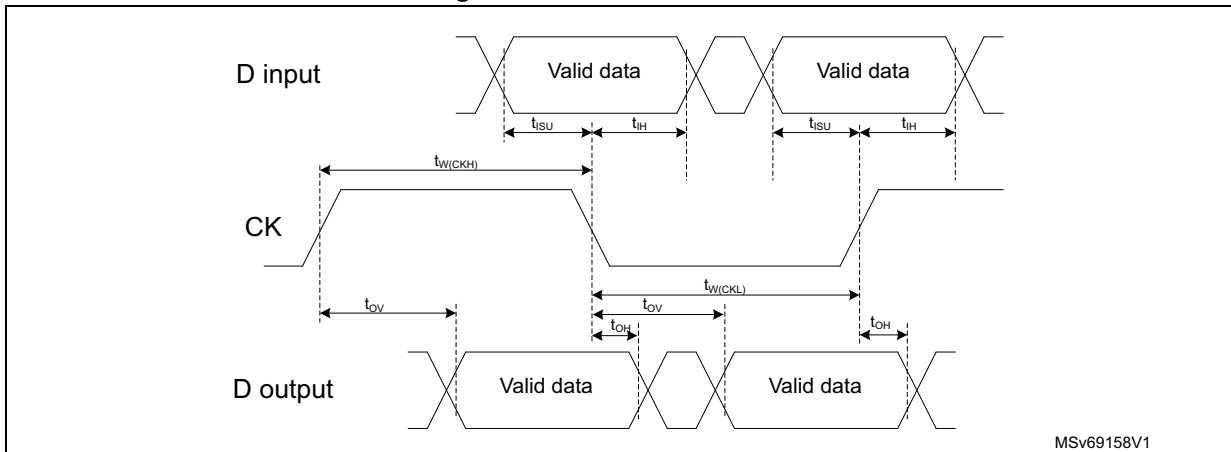 g
D input
Valid data
Valid data
tISU
tIH
tISU
tIH
tW(CKH)
CK
tW(CKL)
tOV
tOV
tOH
tOH
D output
Valid data
Valid data
MSv69158V1